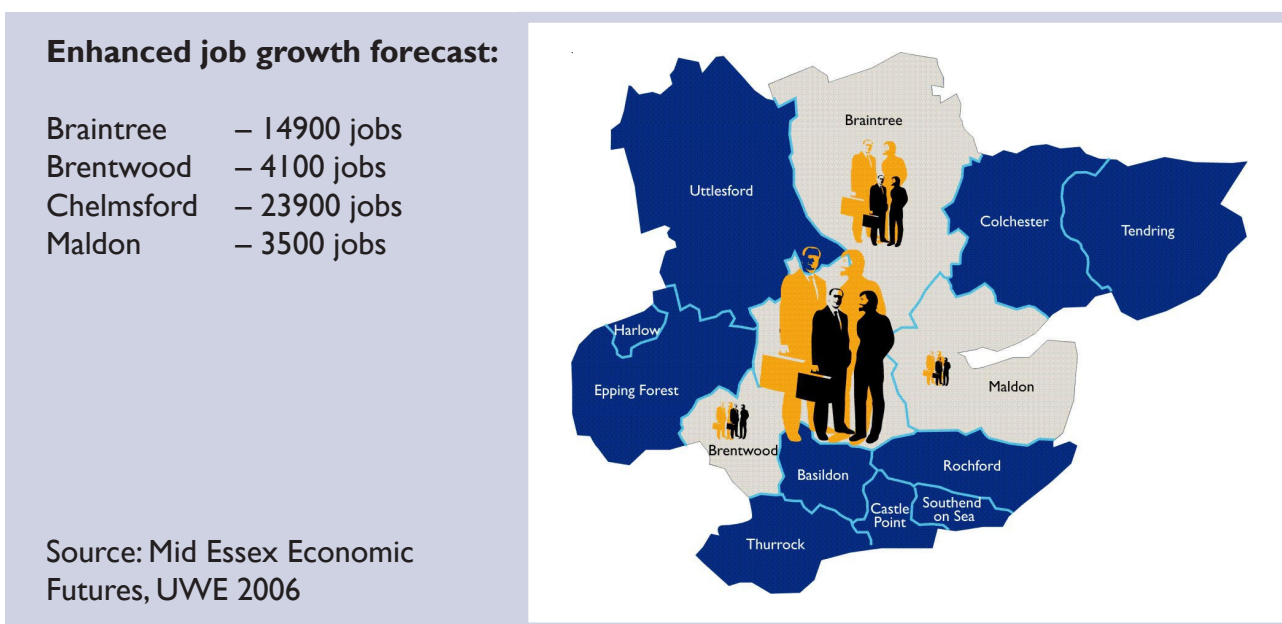 Enhanced job growth forecast:
Braintree – 14900 jobs
Brentwood – 4100 jobs
Chelmsford – 23900 jobs
Maldon – 3500 jobs
Source: Mid Essex Economic
Futures, UWE 2006
Braintree
Uttlesford
Colchester
Tendring
Harlow
Epping Forest
Maldon
Brentwood
Basildon
Rochford
Castle
Point
Southend
on Sea
Thurrock